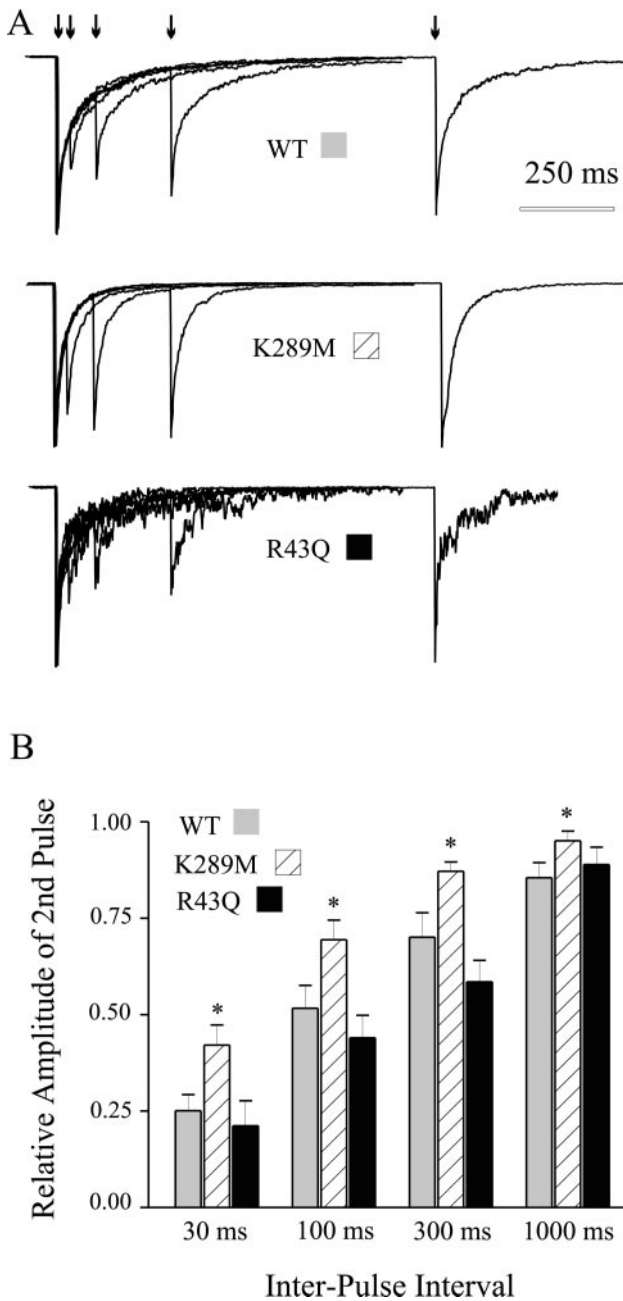 A
WT
250 ms
K289M
R43Q
B
Relative Amplitude of 2nd Pulse
1.00
0.75
0.50
0.25
0.00
WT
K289M
R43Q
*
*
*
*
30 ms 100 ms 300 ms 1000 ms
Inter-Pulse Interval